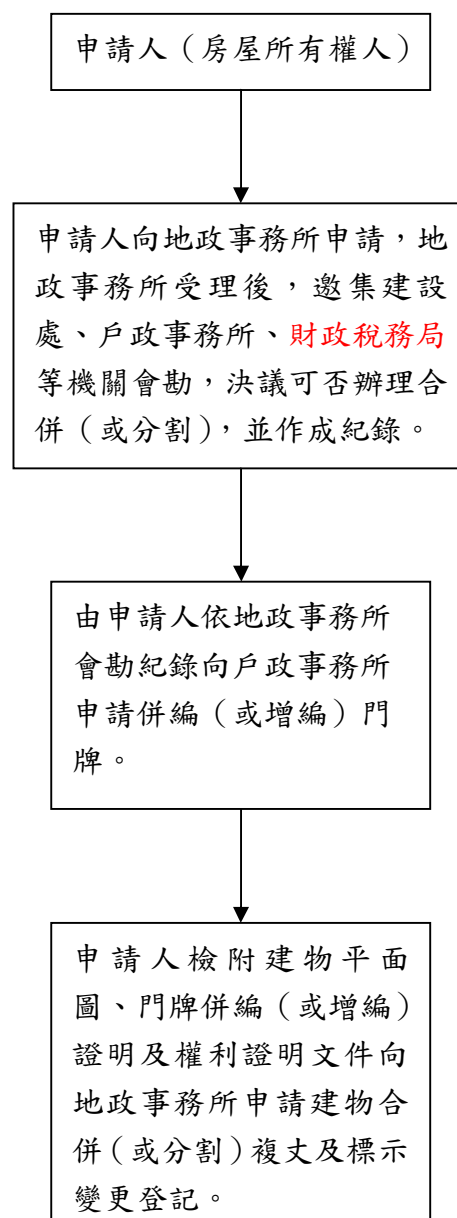 申請人（房屋所有權人）
申請人向地政事務所申請，地
政事務所受理後，邀集建設
處、戶政事務所、財政稅務局
等機關會勘，決議可否辦理合
併（或分割），並作成紀錄。
由申請人依地政事務所
會勘紀錄向戶政事務所
申請併編（或增編）門
牌。
申請人檢附建物平面
圖、門牌併編（或增編）
證明及權利證明文件向
地政事務所申請建物合
併（或分割）複丈及標示
變更登記。